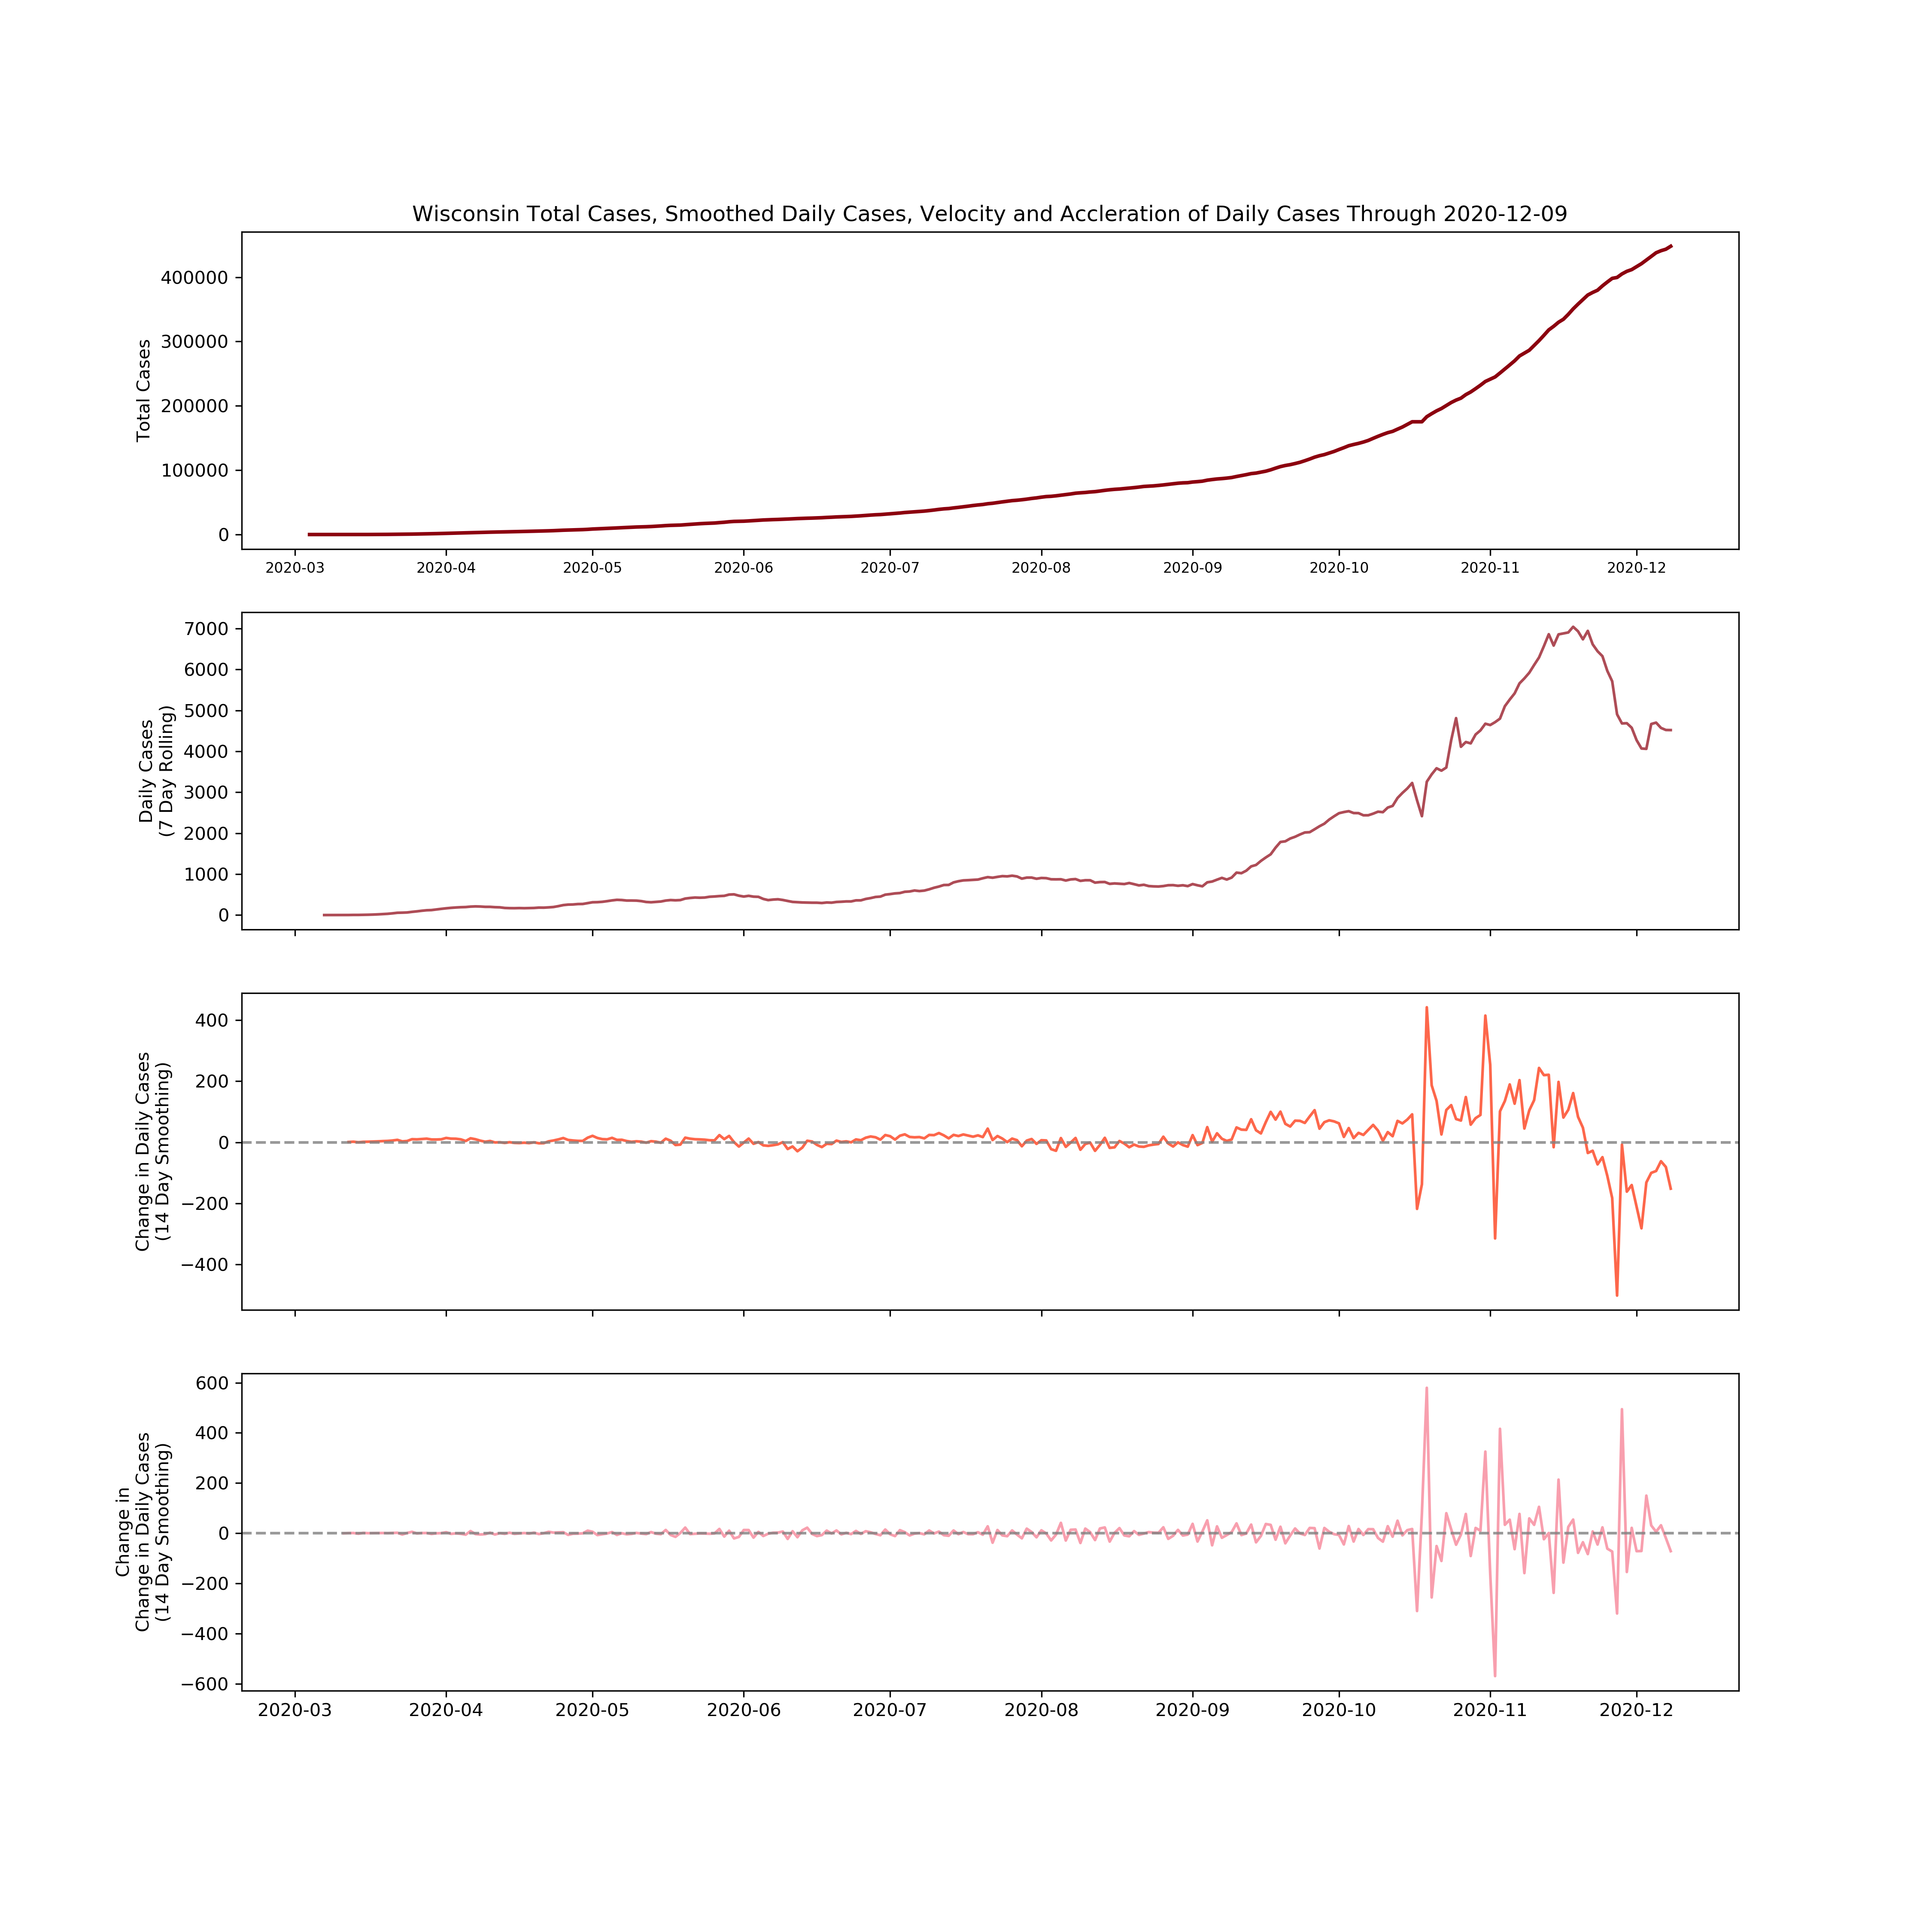 Wisconsin Total Cases, Smoothed Daily Cases, Velocity and Accleration of Daily Cases Through 2020-12-09
Total Cases
400000
300000
200000
100000
0
2020-03 2020-04 2020-05 2020-06 2020-07 2020-08 2020-09 2020-10 2020-11 2020-12
Daily Cases
(7 Day Rolling)
7000
6000
5000
4000
3000
2000
1000
0
Change in Daily Cases
(14 Day Smoothing)
400
200
0
−200
−400
Change in
Change in Daily Cases
(14 Day Smoothing)
600
400
200
0
−200
−400
−600
2020-03 2020-04 2020-05 2020-06 2020-07 2020-08 2020-09 2020-10 2020-11 2020-12